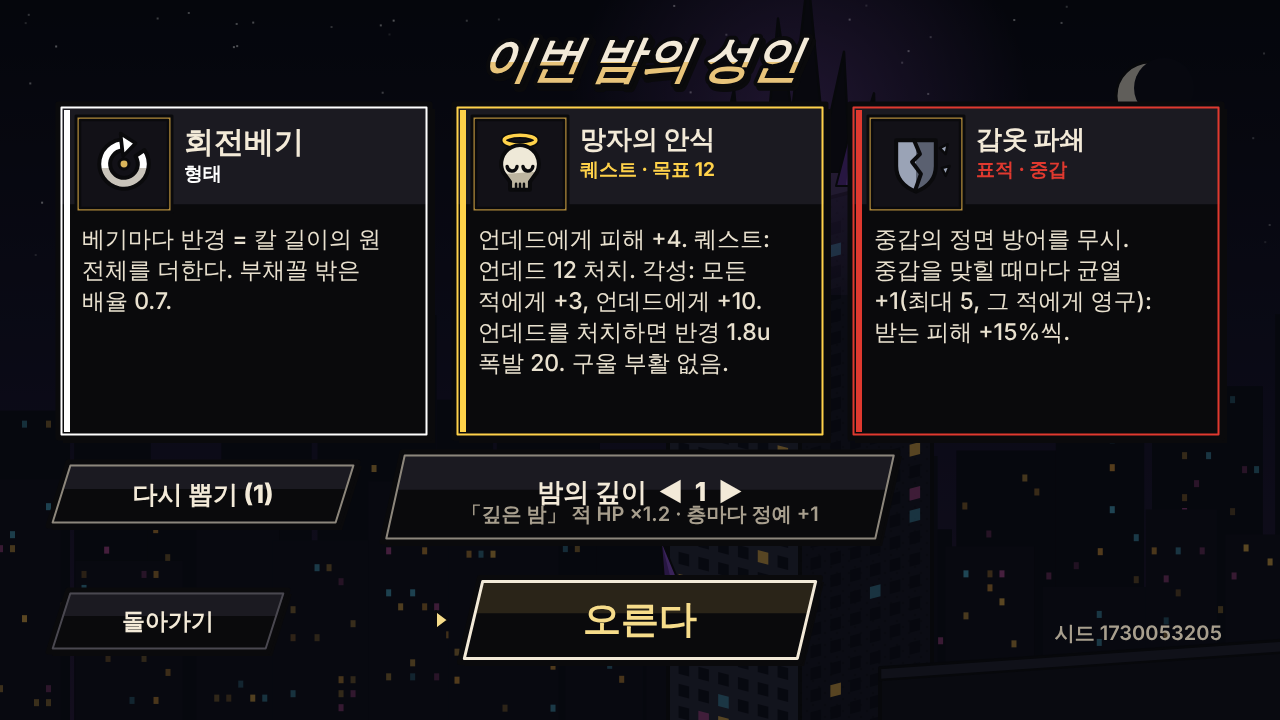 이번 밤의 성인
회전베기
형태
베기마다 반경 = 칼 길이의 원
전체를 더한다. 부채꼴 밖은
배율 0.7.
망자의 안식
퀘스트 · 목표 12
언데드에게 피해 +4. 퀘스트:
언데드 12 처치. 각성: 모든
적에게 +3, 언데드에게 +10.
언데드를 처치하면 반경 1.8u
폭발 20. 구울 부활 없음.
갑옷 파쇄
표적 · 중갑
중갑의 정면 방어를 무시.
중갑을 맞힐 때마다 균열
+1(최대 5, 그 적에게 영구):
받는 피해 +15%씩.
다시 뽑기 (1)
밤의 깊이 ◀ 1 ▶
「깊은 밤」 적 HP ×1.2 · 층마다 정예 +1
돌아가기
오른다
시드 1730053205